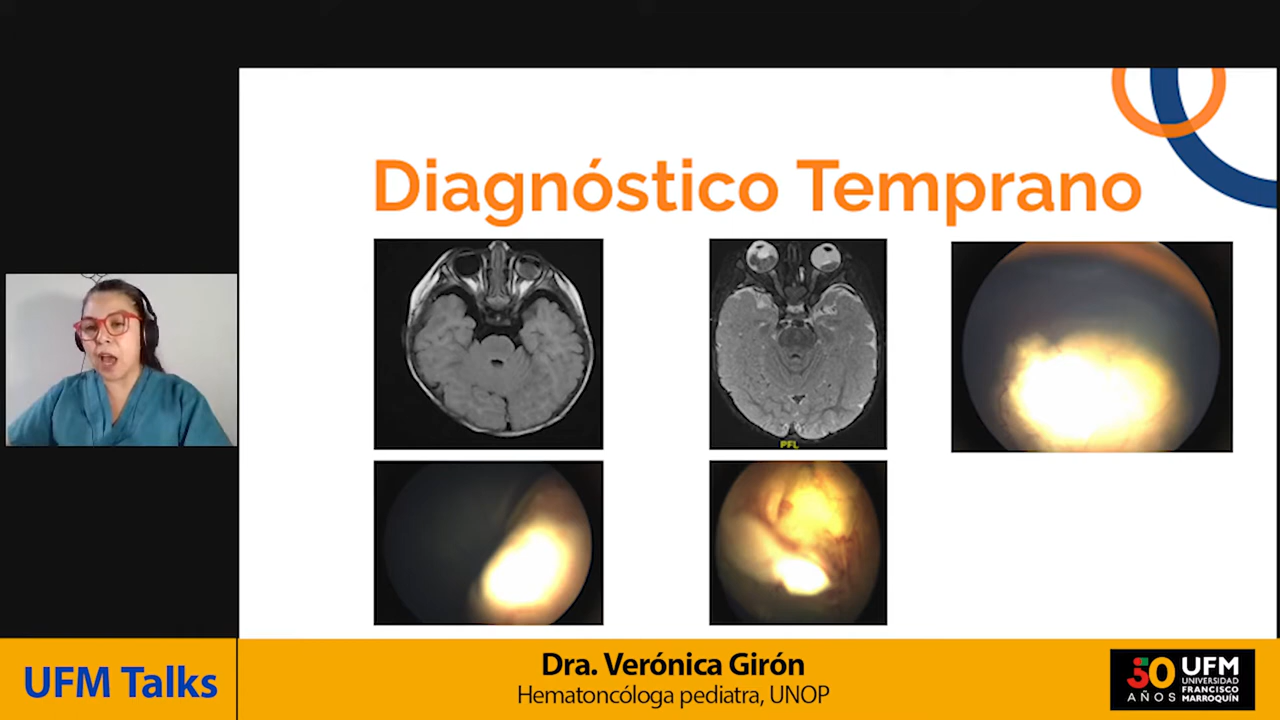 Diagnóstico Temprano
PFL
UFM Talks
Dra. Verónica Girón
Hematoncóloga pediatra, UNOP
50
AÑOS
UFM
UNIVERSIDAD
FRANCISCO
MARROQUÍN